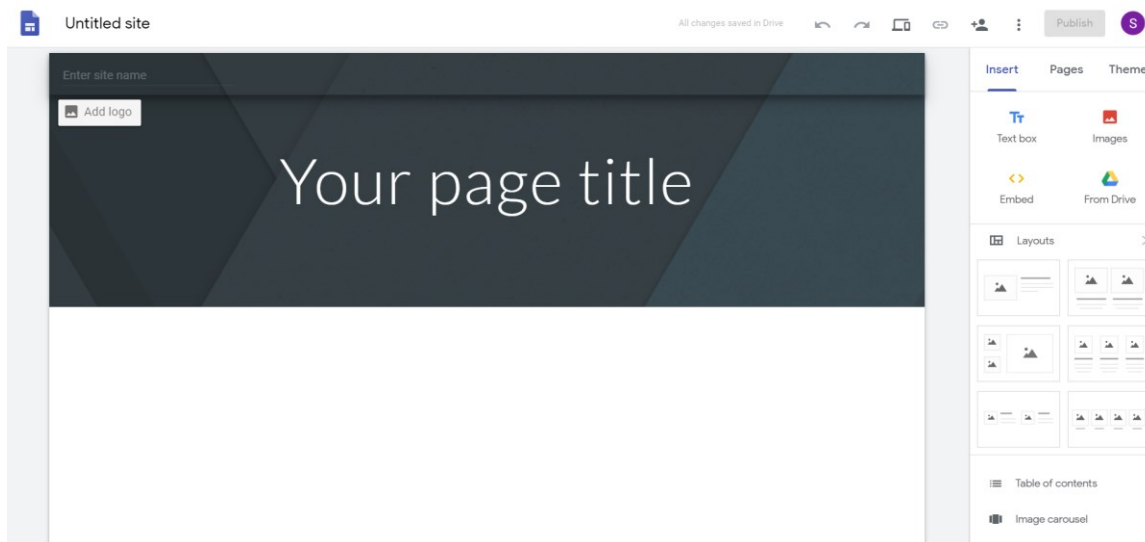 Untitled site
All changes saved in Drive
Publish
S
Enter site name
Add logo
Your page title
Insert Pages Theme
Text box Images
Embed From Drive
Layouts
Table of contents
Image carousel